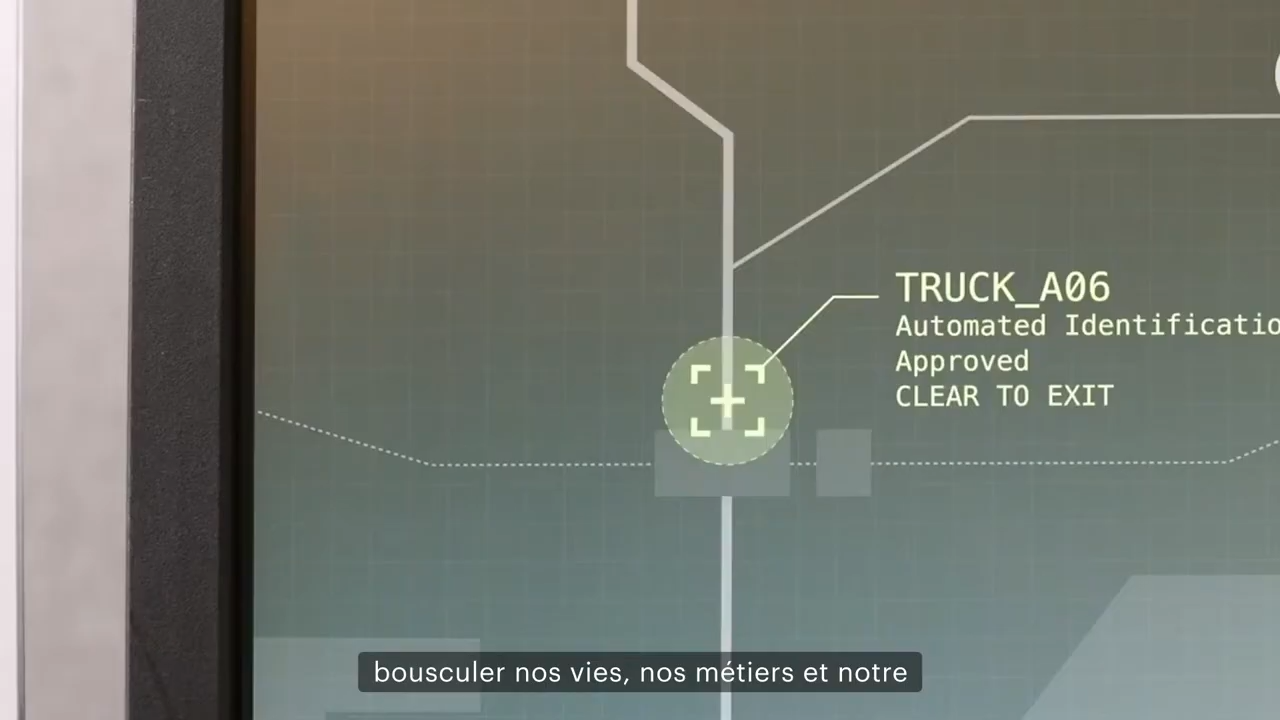 TRUCK_A06
Automated Identificatio
Approved
CLEAR TO EXIT
bousculer nos vies, nos métiers et notre